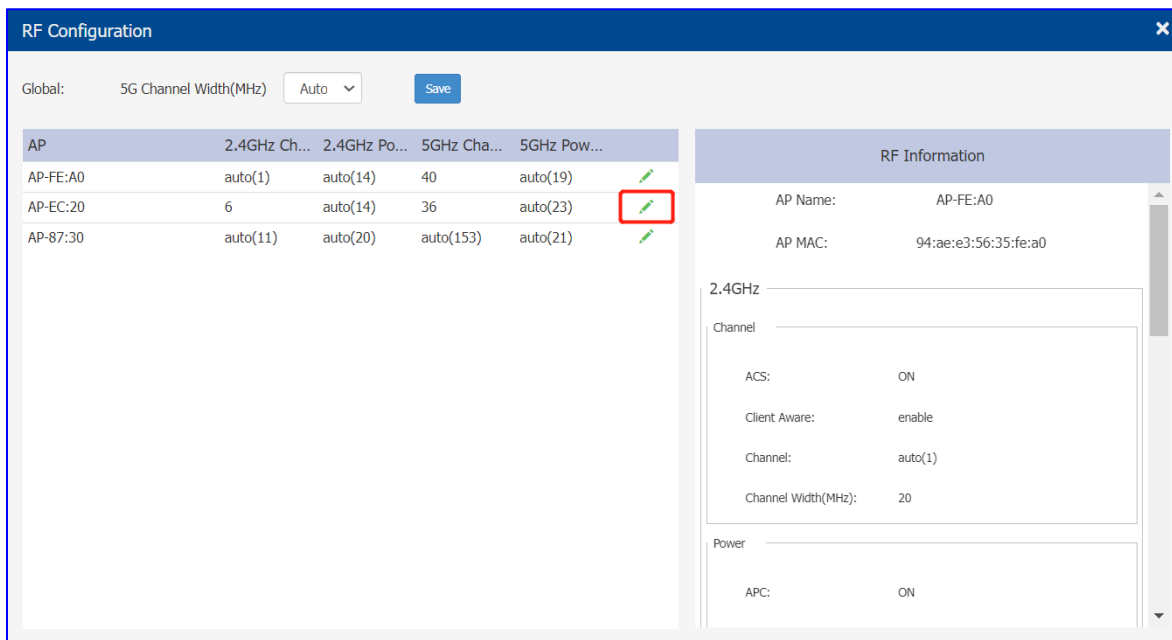 RF Configuration
Global: 5G Channel Width(MHz) Auto Save
AP 2.4GHz Ch... 2.4GHz Po... 5GHz Cha... 5GHz Pow...
AP-FE:A0 auto(1) auto(14) 40 auto(19)
AP-EC:20 6 auto(14) 36 auto(23)
AP-87:30 auto(11) auto(20) auto(153) auto(21)
RF Information
AP Name: AP-FE:A0
AP MAC: 94:ae:e3:56:35:fe:a0
2.4GHz
Channel
ACS: ON
Client Aware: enable
Channel: auto(1)
Channel Width(MHz): 20
Power
APC: ON